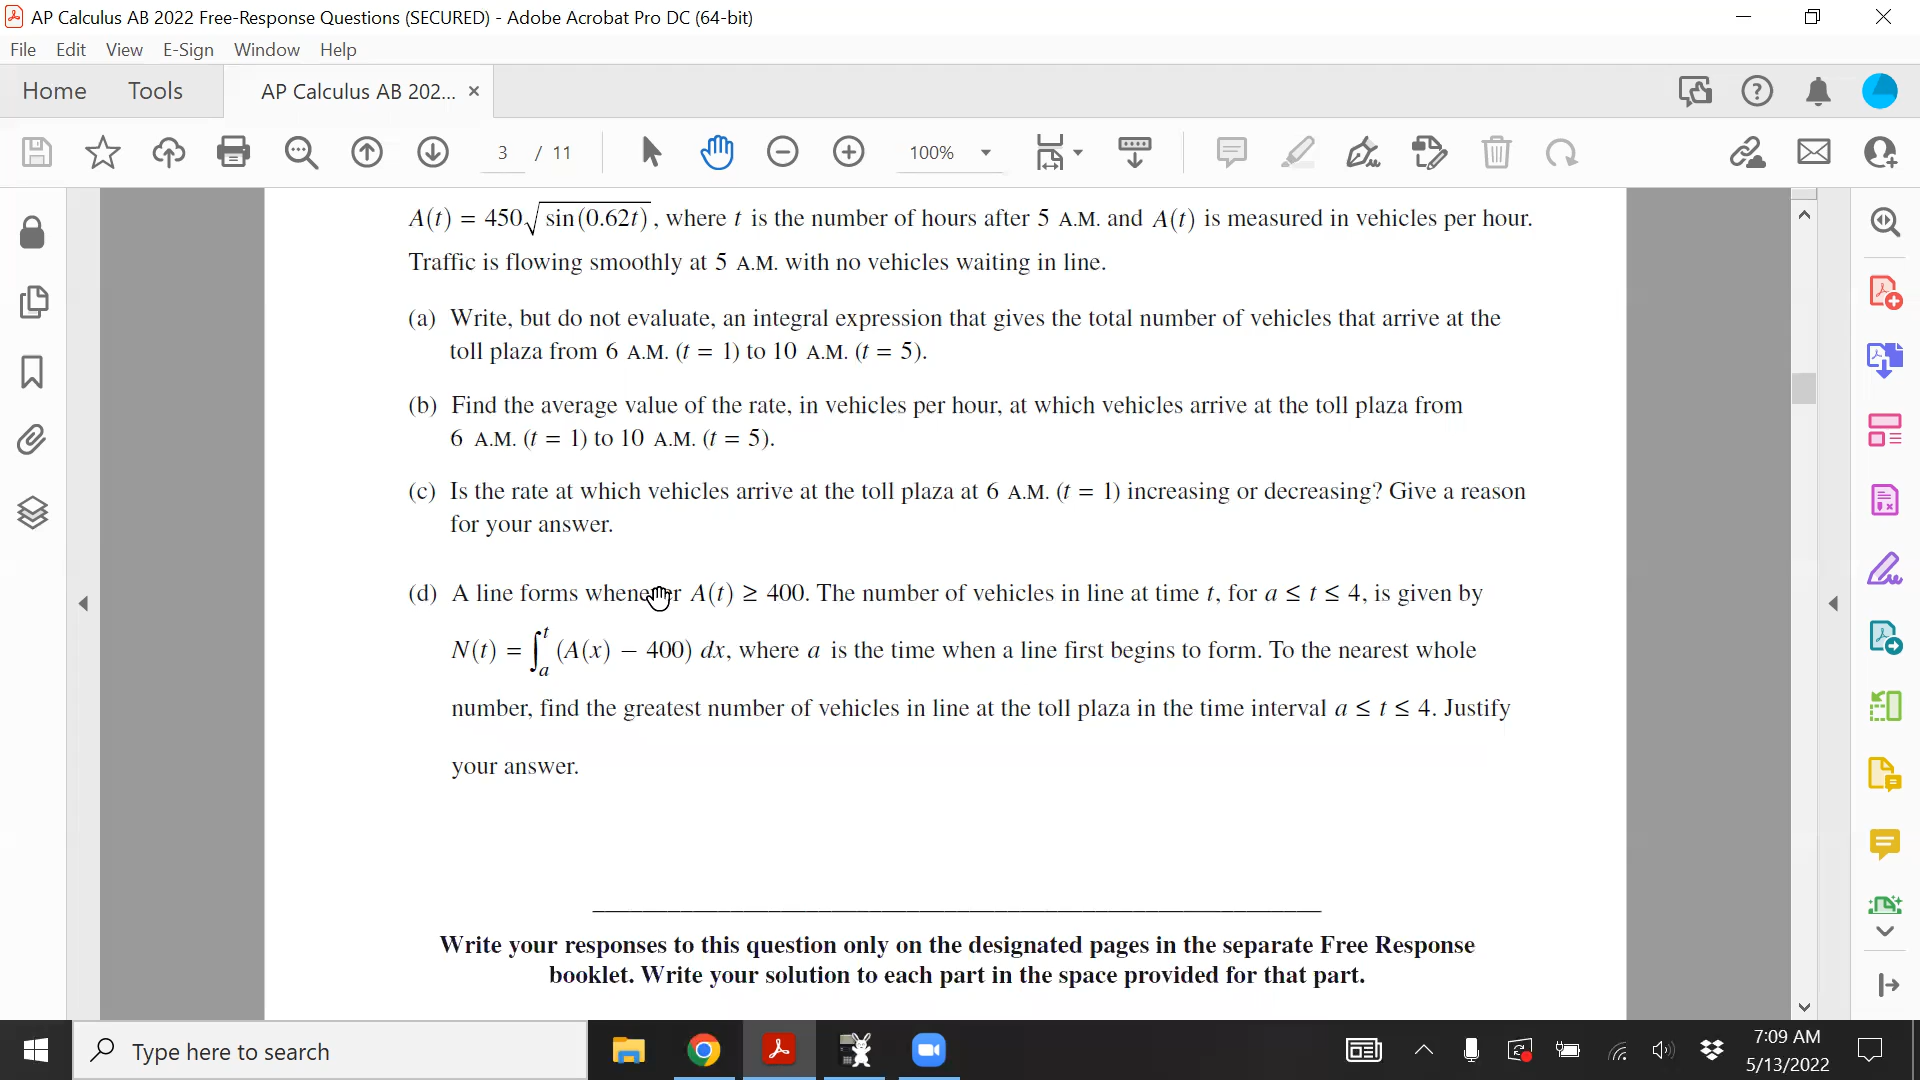 AP Calculus AB 2022 Free-Response Questions (SECURED) - Adobe Acrobat Pro DC (64-bit)
File Edit View E-Sign Window Help
Home Tools AP Calculus AB 202... ×
3 / 11 100%
A(t) = 450√sin(0.62t), where t is the number of hours after 5 A.M. and A(t) is measured in vehicles per hour.
Traffic is flowing smoothly at 5 A.M. with no vehicles waiting in line.
(a) Write, but do not evaluate, an integral expression that gives the total number of vehicles that arrive at the
toll plaza from 6 A.M. (t = 1) to 10 A.M. (t = 5).
(b) Find the average value of the rate, in vehicles per hour, at which vehicles arrive at the toll plaza from
6 A.M. (t = 1) to 10 A.M. (t = 5).
(c) Is the rate at which vehicles arrive at the toll plaza at 6 A.M. (t = 1) increasing or decreasing? Give a reason
for your answer.
(d) A line forms whenever A(t) ≥ 400. The number of vehicles in line at time t, for a ≤ t ≤ 4, is given by
N(t) = ∫ₐᵗ (A(x) − 400) dx, where a is the time when a line first begins to form. To the nearest whole
number, find the greatest number of vehicles in line at the toll plaza in the time interval a ≤ t ≤ 4. Justify
your answer.
Write your responses to this question only on the designated pages in the separate Free Response
booklet. Write your solution to each part in the space provided for that part.
Type here to search
7:09 AM
5/13/2022